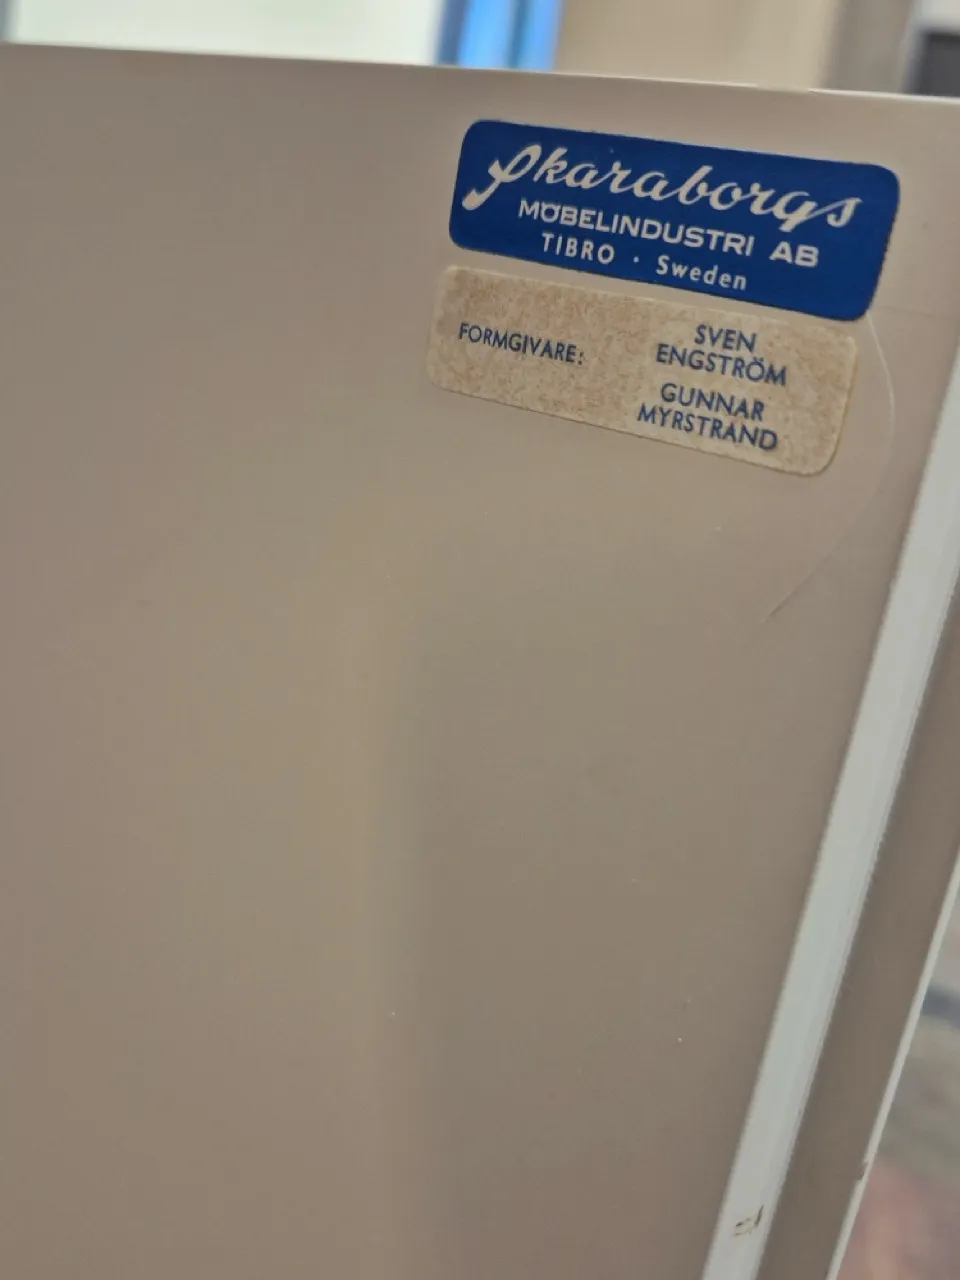 Skaraborgs
MÖBELINDUSTRI AB
TIBRO · Sweden
FORMGIVARE:
SVEN
ENGSTRÖM
GUNNAR
MYRSTRAND